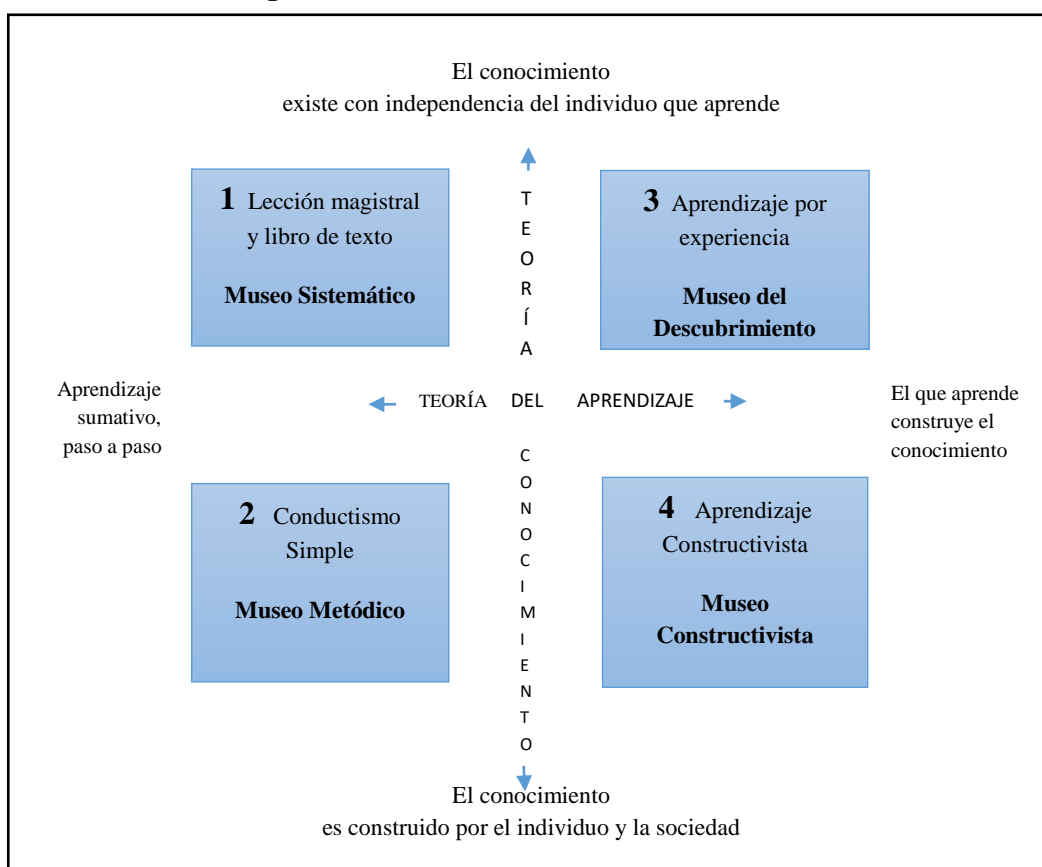 El conocimiento
existe con independencia del individuo que aprende
1 Lección magistral
y libro de texto
Museo Sistemático
T
E
O
R
Í
A
3 Aprendizaje por
experiencia
Museo del
Descubrimiento
Aprendizaje
sumativo,
paso a paso
TEORÍA DEL APRENDIZAJE
El que aprende
construye el
conocimiento
2 Conductismo
Simple
Museo Metódico
C
O
N
O
C
I
M
I
E
N
T
O
4 Aprendizaje
Constructivista
Museo
Constructivista
El conocimiento
es construido por el individuo y la sociedad